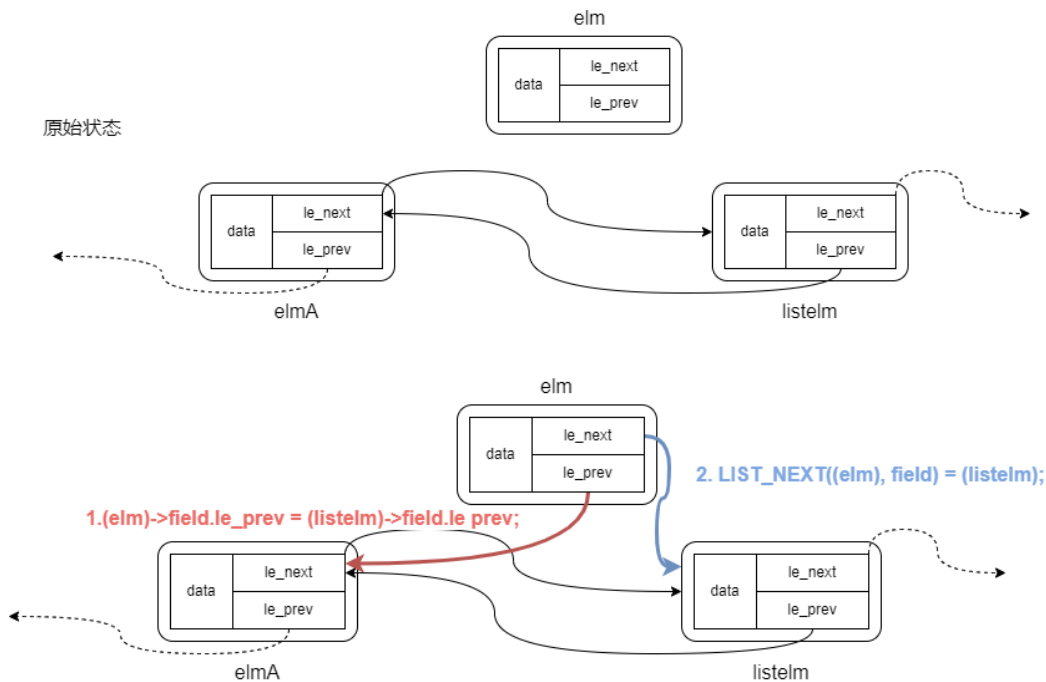 elm
data
le_next
le_prev
原始状态
data
le_next
le_prev
elmA
data
le_next
le_prev
listelm
elm
data
le_next
le_prev
2. LIST_NEXT((elm), field) = (listelm);
1.(elm)->field.le_prev = (listelm)->field.le prev;
data
le_next
le_prev
elmA
data
le_next
le_prev
listelm